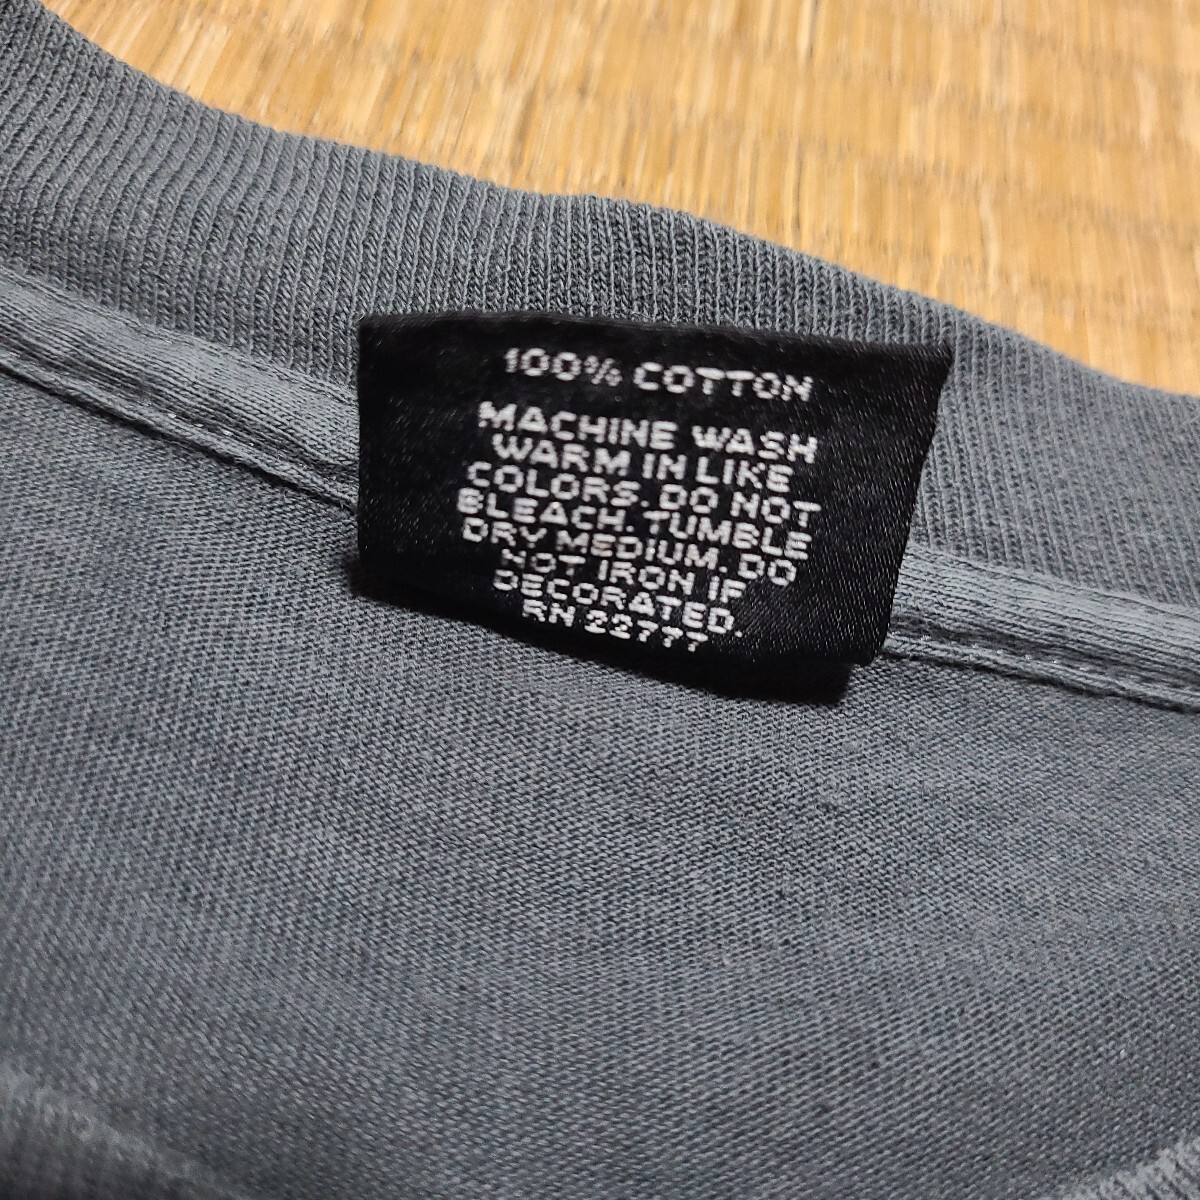 100% COTTON
MACHINE WASH
WARM IN LIKE
COLORS. DO NOT
BLEACH. TUMBLE
DRY MEDIUM. DO
NOT IRON IF
DECORATED.
RN 22777